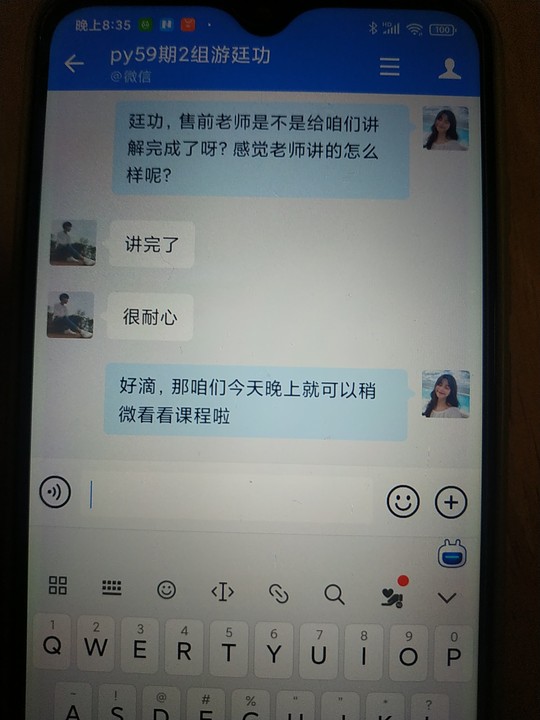 晚上8:35
100
py59期2组游廷功
@微信
廷功，售前老师是不是给咱们讲
解完成了呀？感觉老师讲的怎么
样呢？
讲完了
很耐心
好滴，那咱们今天晚上就可以稍
微看看课程啦
1 2 3 4 5 6 7 8 9 0
Q W E R T Y U I O P
~ ! @ # % " " * ?
A S D F G H J K L